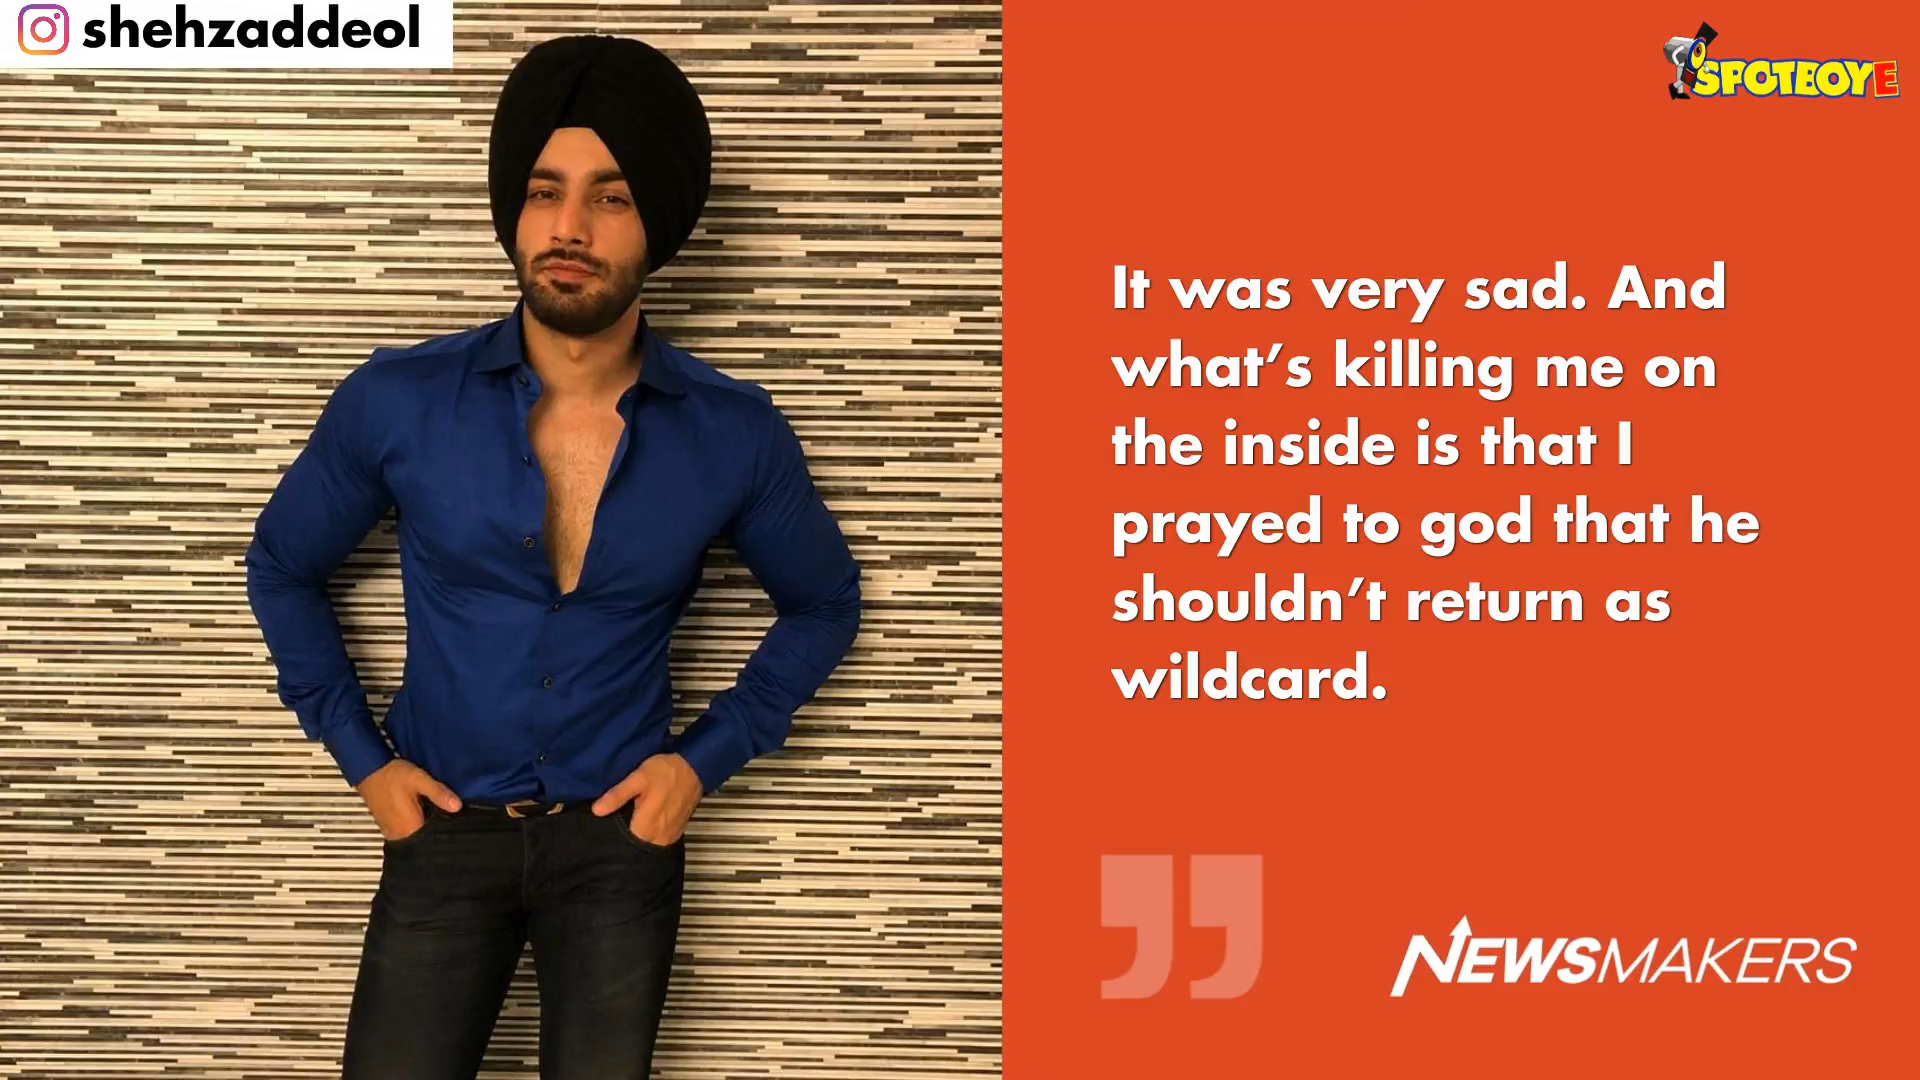 shehzaddeol
SPOTBOYE
It was very sad. And
what’s killing me on
the inside is that I
prayed to god that he
shouldn’t return as
wildcard.
NEWSMAKERS